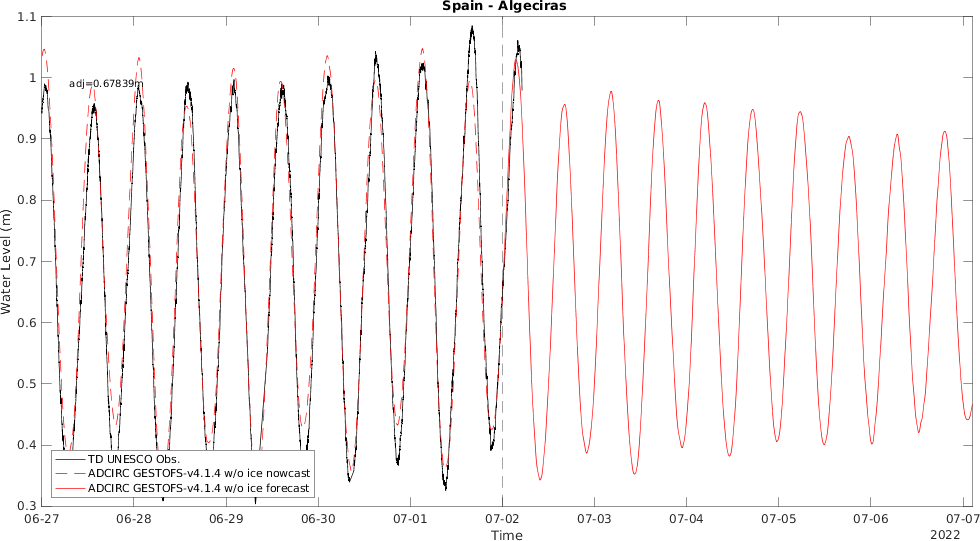 Spain - Algeciras
1.1
1
0.9
0.8
0.7
0.6
0.5
0.4
0.3
Water Level (m)
adj=0.67839m
TD UNESCO Obs.
ADCIRC GESTOFS-v4.1.4 w/o ice nowcast
ADCIRC GESTOFS-v4.1.4 w/o ice forecast
06-27 06-28 06-29 06-30 07-01 07-02 07-03 07-04 07-05 07-06 07-07
Time
2022